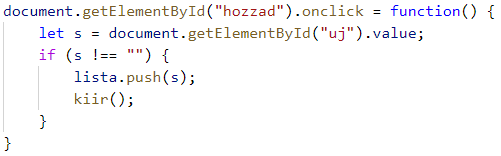 document.getElementById("hozzad").onclick = function() {
    let s = document.getElementById("uj").value;
    if (s !== "") {
        lista.push(s);
        kiir();
    }
}